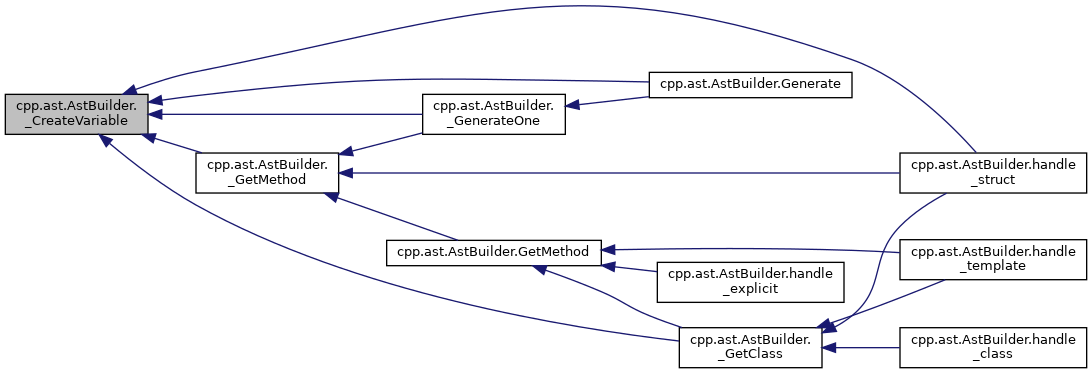 cpp.ast.AstBuilder.
_CreateVariable
cpp.ast.AstBuilder.Generate
cpp.ast.AstBuilder.
_GenerateOne
cpp.ast.AstBuilder.
_GetMethod
cpp.ast.AstBuilder.handle
_struct
cpp.ast.AstBuilder.GetMethod
cpp.ast.AstBuilder.handle
_template
cpp.ast.AstBuilder.handle
_explicit
cpp.ast.AstBuilder.
_GetClass
cpp.ast.AstBuilder.handle
_class